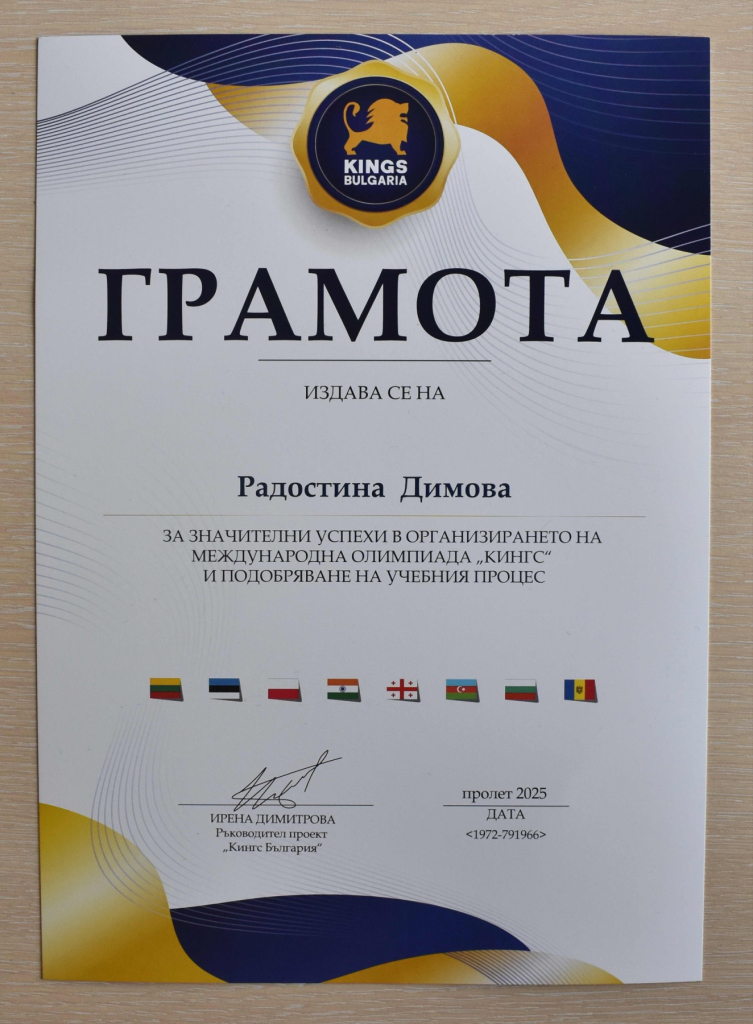 KINGS
BULGARIA
ГРАМОТА
ИЗДАВА СЕ НА
Радостина Димова
ЗА ЗНАЧИТЕЛНИ УСПЕХИ В ОРГАНИЗИРАНЕТО НА
МЕЖДУНАРОДНА ОЛИМПИАДА „КИНГС“
И ПОДОБРЯВАНЕ НА УЧЕБНИЯ ПРОЦЕС
ИРЕНА ДИМИТРОВА
Ръководител проект
„Кингс България“
пролет 2025
ДАТА
<1972-791966>